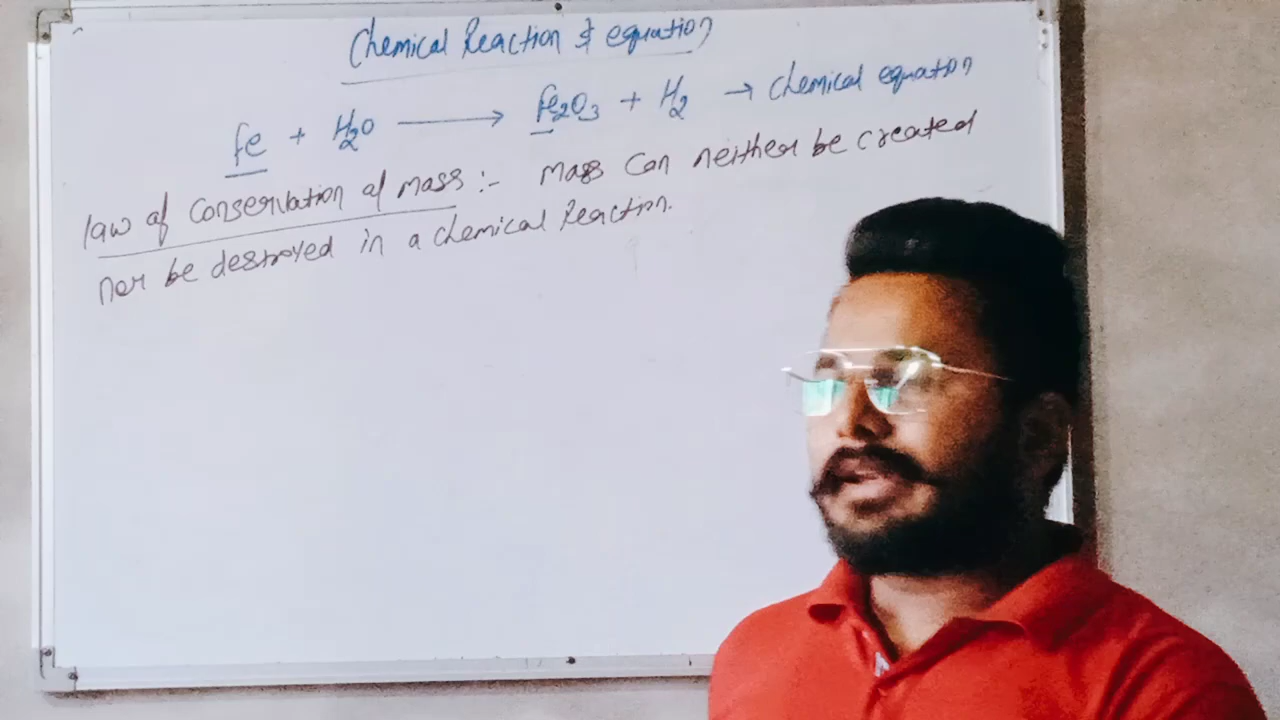 Chemical Reaction & equation
Fe + H2O → Fe2O3 + H2 → chemical equation
law of conservation of mass :- mass can neither be created
nor be destroyed in a chemical Reaction.